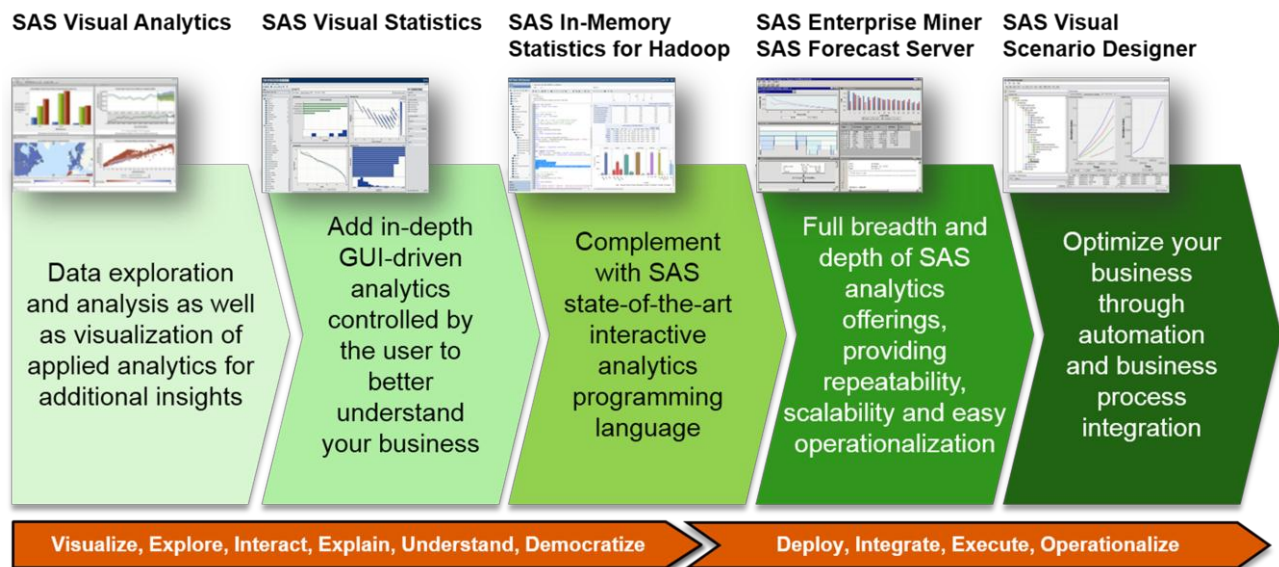 SAS Visual Analytics
SAS Visual Statistics
SAS In-Memory
Statistics for Hadoop
SAS Enterprise Miner
SAS Forecast Server
SAS Visual
Scenario Designer
Data exploration
and analysis as well
as visualization of
applied analytics for
additional insights
Add in-depth
GUI-driven
analytics
controlled by
the user to
better
understand
your business
Complement
with SAS
state-of-the-art
interactive
analytics
programming
language
Full breadth and
depth of SAS
analytics
offerings,
providing
repeatability,
scalability and easy
operationalization
Optimize your
business
through
automation
and business
process
integration
Visualize, Explore, Interact, Explain, Understand, Democratize
Deploy, Integrate, Execute, Operationalize